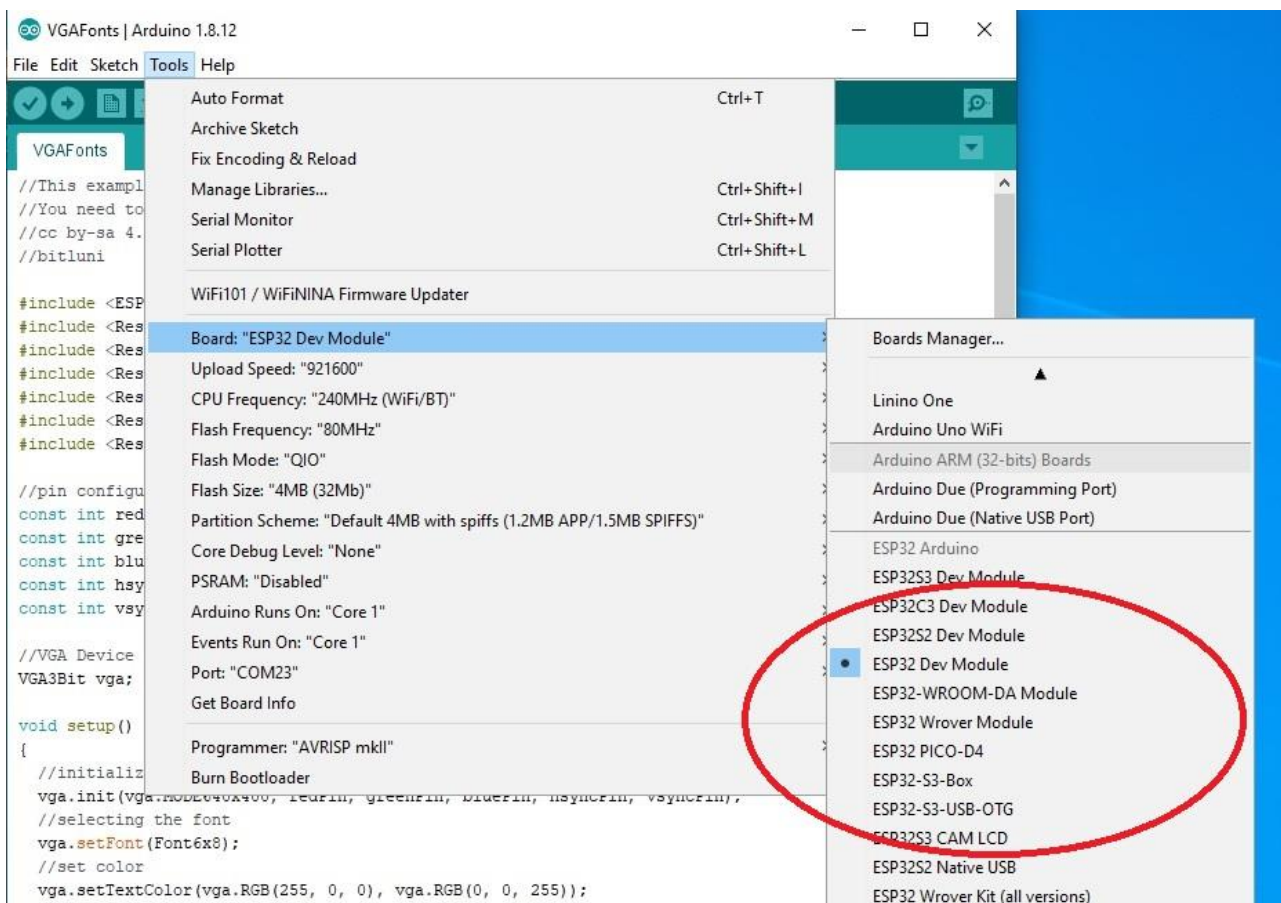 VGAFonts | Arduino 1.8.12
File Edit Sketch Tools Help
VGAFonts
//This exampl
//You need to
//cc by-sa 4.
//bitluni
#include <ESP
#include <Res
#include <Res
#include <Res
#include <Res
#include <Res
#include <Res
//pin configu
const int red
const int gre
const int blu
const int hsy
const int vsy
//VGA Device
VGA3Bit vga;
void setup()
{
//initializ
vga.init(vga.MODE640x400, redPin, greenPin, bluePin, hsyncPin, vsyncPin);
//selecting the font
vga.setFont(Font6x8);
//set color
vga.setTextColor(vga.RGB(255, 0, 0), vga.RGB(0, 0, 255));
Auto Format Ctrl+T
Archive Sketch
Fix Encoding & Reload
Manage Libraries... Ctrl+Shift+I
Serial Monitor Ctrl+Shift+M
Serial Plotter Ctrl+Shift+L
WiFi101 / WiFiNINA Firmware Updater
Board: "ESP32 Dev Module"
Upload Speed: "921600"
CPU Frequency: "240MHz (WiFi/BT)"
Flash Frequency: "80MHz"
Flash Mode: "QIO"
Flash Size: "4MB (32Mb)"
Partition Scheme: "Default 4MB with spiffs (1.2MB APP/1.5MB SPIFFS)"
Core Debug Level: "None"
PSRAM: "Disabled"
Arduino Runs On: "Core 1"
Events Run On: "Core 1"
Port: "COM23"
Get Board Info
Programmer: "AVRISP mkII"
Burn Bootloader
Boards Manager...
Linino One
Arduino Uno WiFi
Arduino ARM (32-bits) Boards
Arduino Due (Programming Port)
Arduino Due (Native USB Port)
ESP32 Arduino
ESP32S3 Dev Module
ESP32C3 Dev Module
ESP32S2 Dev Module
ESP32 Dev Module
ESP32-WROOM-DA Module
ESP32 Wrover Module
ESP32 PICO-D4
ESP32-S3-Box
ESP32-S3-USB-OTG
ESP32S3 CAM LCD
ESP32S2 Native USB
ESP32 Wrover Kit (all versions)